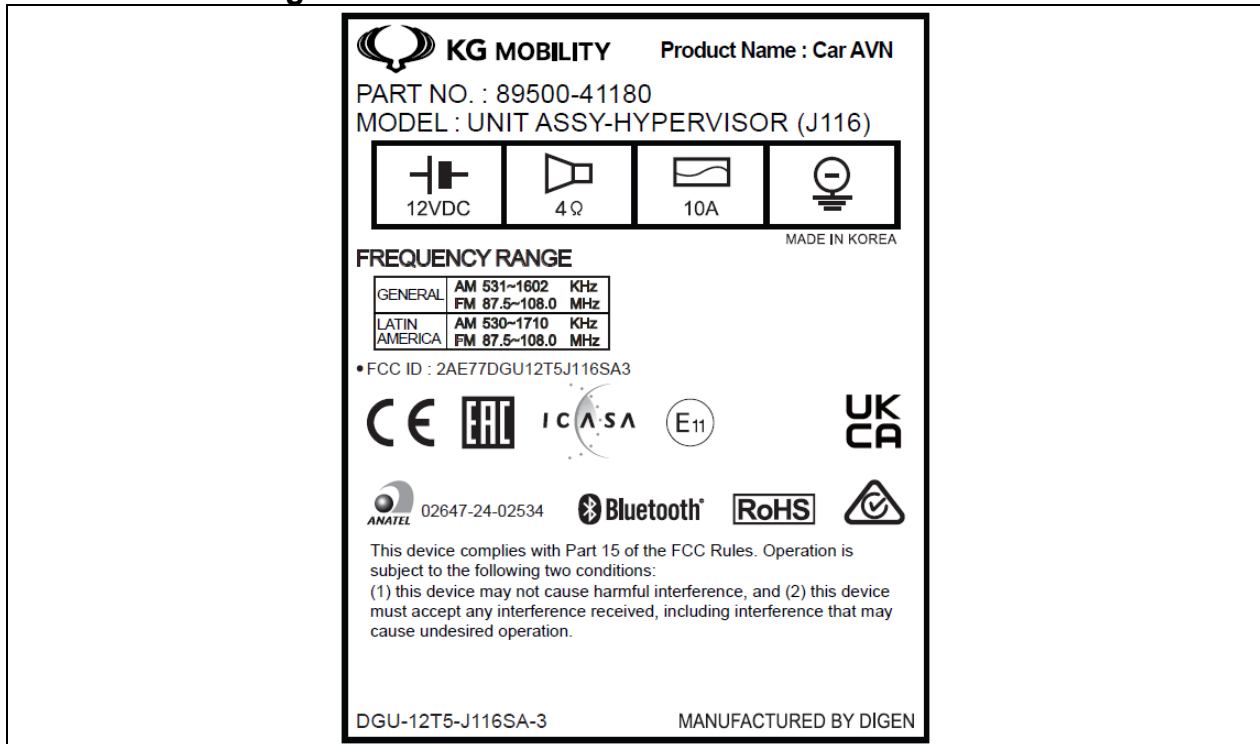 KG MOBILITY Product Name : Car AVN
PART NO. : 89500-41180
MODEL : UNIT ASSY-HYPERVISOR (J116)
12VDC 4Ω 10A
MADE IN KOREA
FREQUENCY RANGE
GENERAL AM 531~1602 KHz
FM 87.5~108.0 MHz
LATIN AMERICA AM 530~1710 KHz
FM 87.5~108.0 MHz
• FCC ID : 2AE77DGU12T5J116SA3
CE EAC ICASA E11 UK CA
ANATEL 02647-24-02534 Bluetooth® RoHS
This device complies with Part 15 of the FCC Rules. Operation is
subject to the following two conditions:
(1) this device may not cause harmful interference, and (2) this device
must accept any interference received, including interference that may
cause undesired operation.
DGU-12T5-J116SA-3 MANUFACTURED BY DIGEN